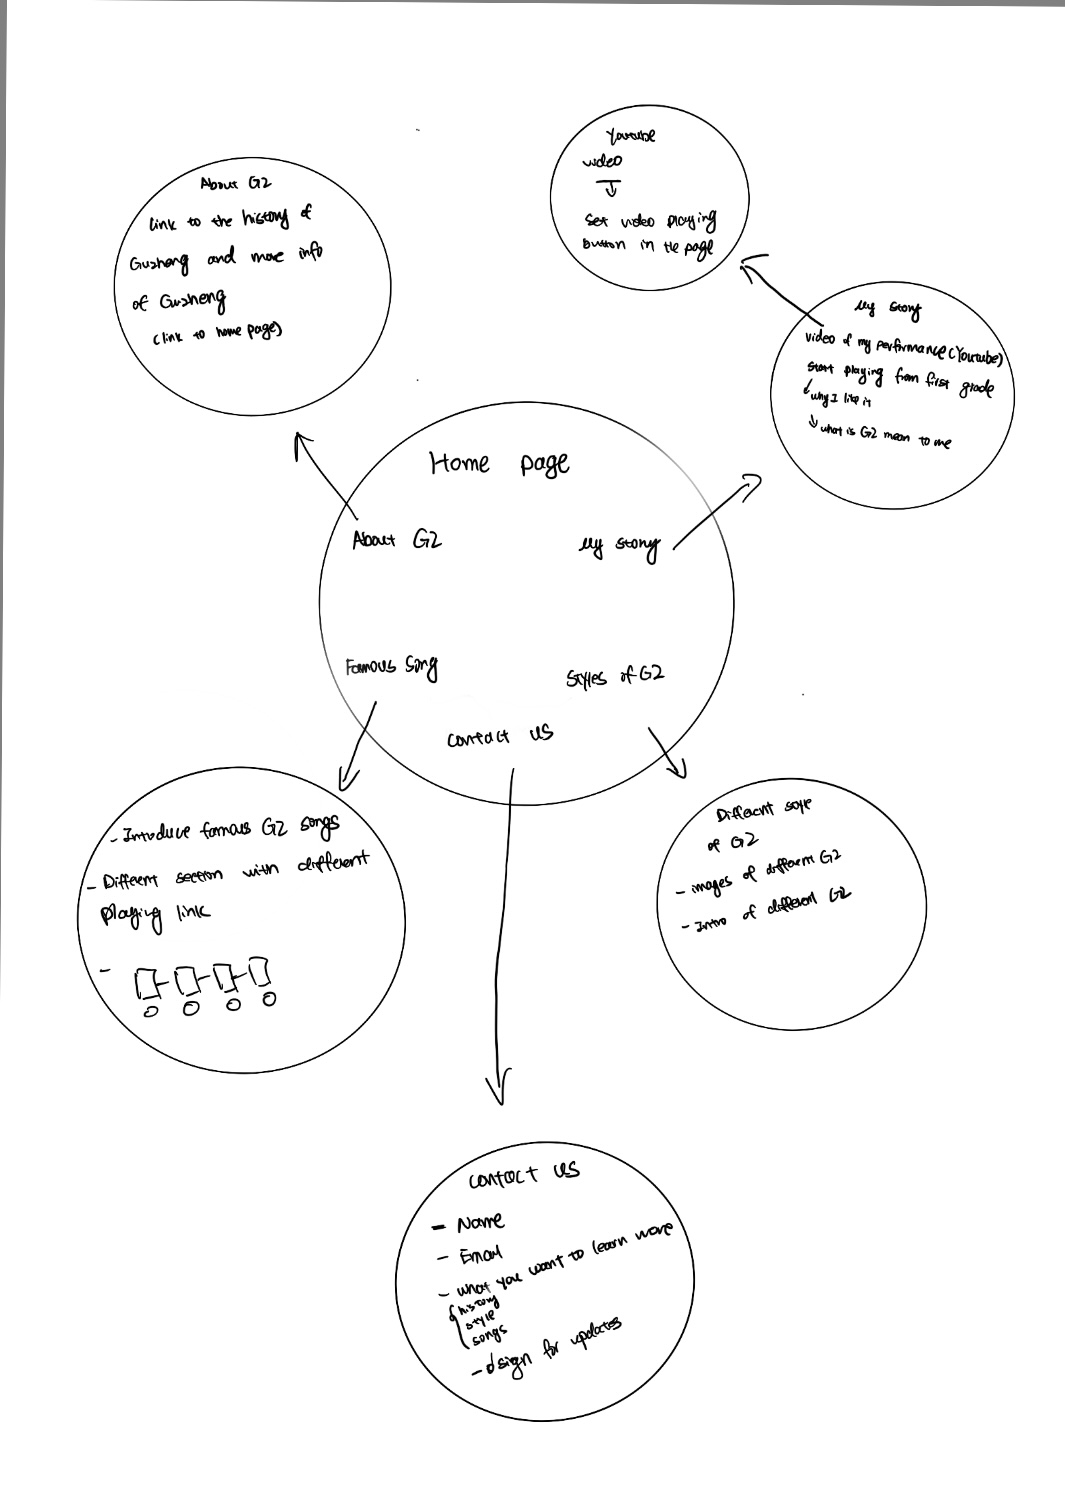 Youtube
video
Set video playing
button in the page
About GZ
link to the history of
Guzheng and more info
of Guzheng
(link to home page)
My story
video of my performance (Youtube)
start playing from first grade
why I like it
what is GZ mean to me
Home page
About GZ
My story
Famous Song
Styles of GZ
Contact us
- Introduce famous GZ songs
- Different section with different
playing link
-
Different style
of GZ
- images of different GZ
- Intro of different GZ
Contact us
- Name
- Email
- what you want to learn more
history
style
songs
- sign for updates